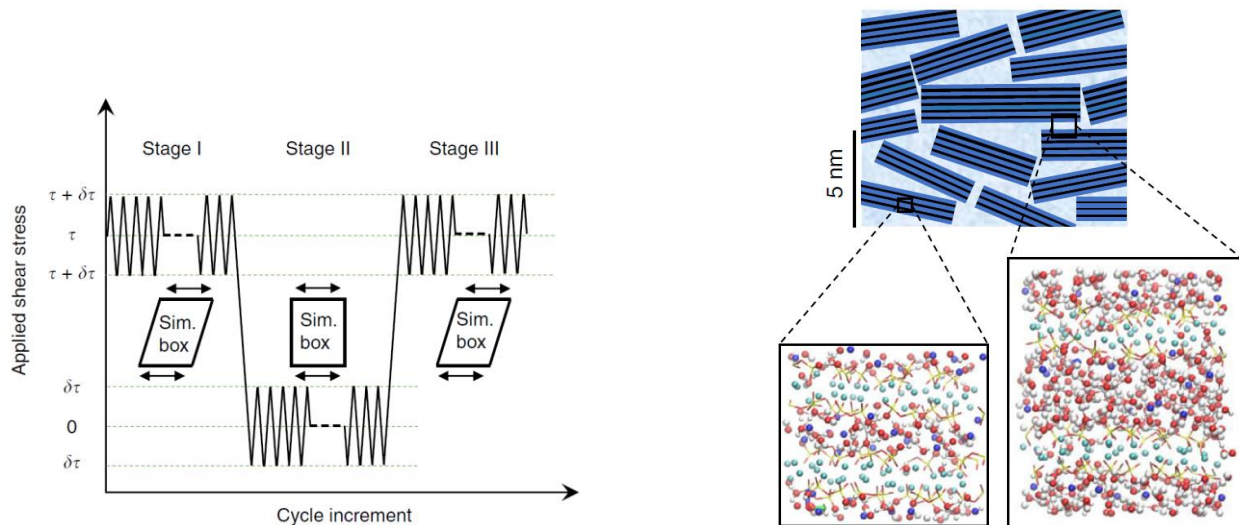 Applied shear stress
Stage I
Stage II
Stage III
τ + δτ
τ
τ + δτ
Sim.
box
Sim.
box
Sim.
box
δτ
0
δτ
Cycle increment
5 nm